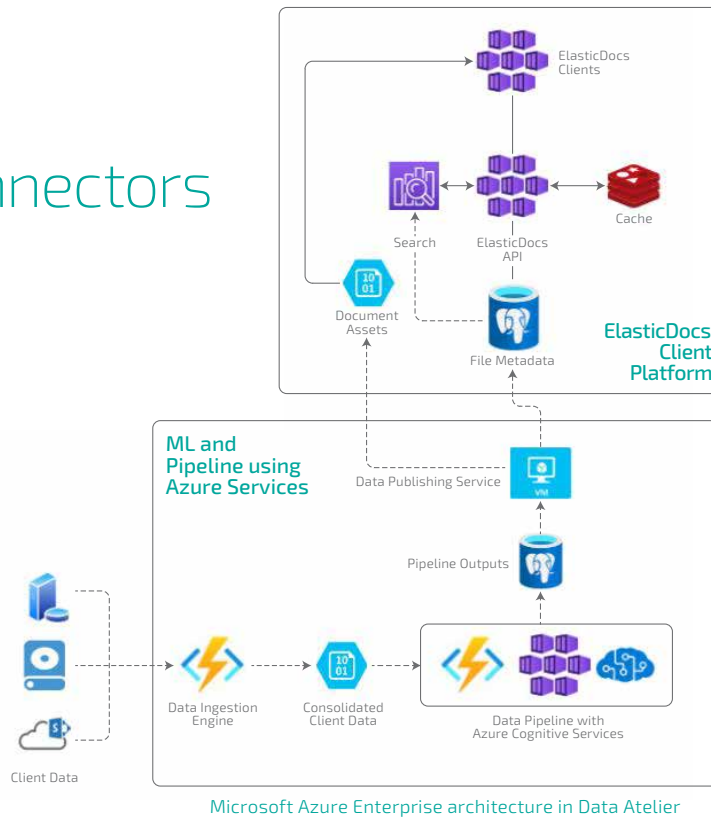 nnectors
ElasticDocs
Clients
Search
ElasticDocs
API
Cache
10
01
Document
Assets
File Metadata
ElasticDocs
Client
Platform
ML and
Pipeline using
Azure Services
Data Publishing Service
VM
Pipeline Outputs
10
01
S
Data Ingestion
Engine
Consolidated
Client Data
Data Pipeline with
Azure Cognitive Services
Client Data
Microsoft Azure Enterprise architecture in Data Atelier